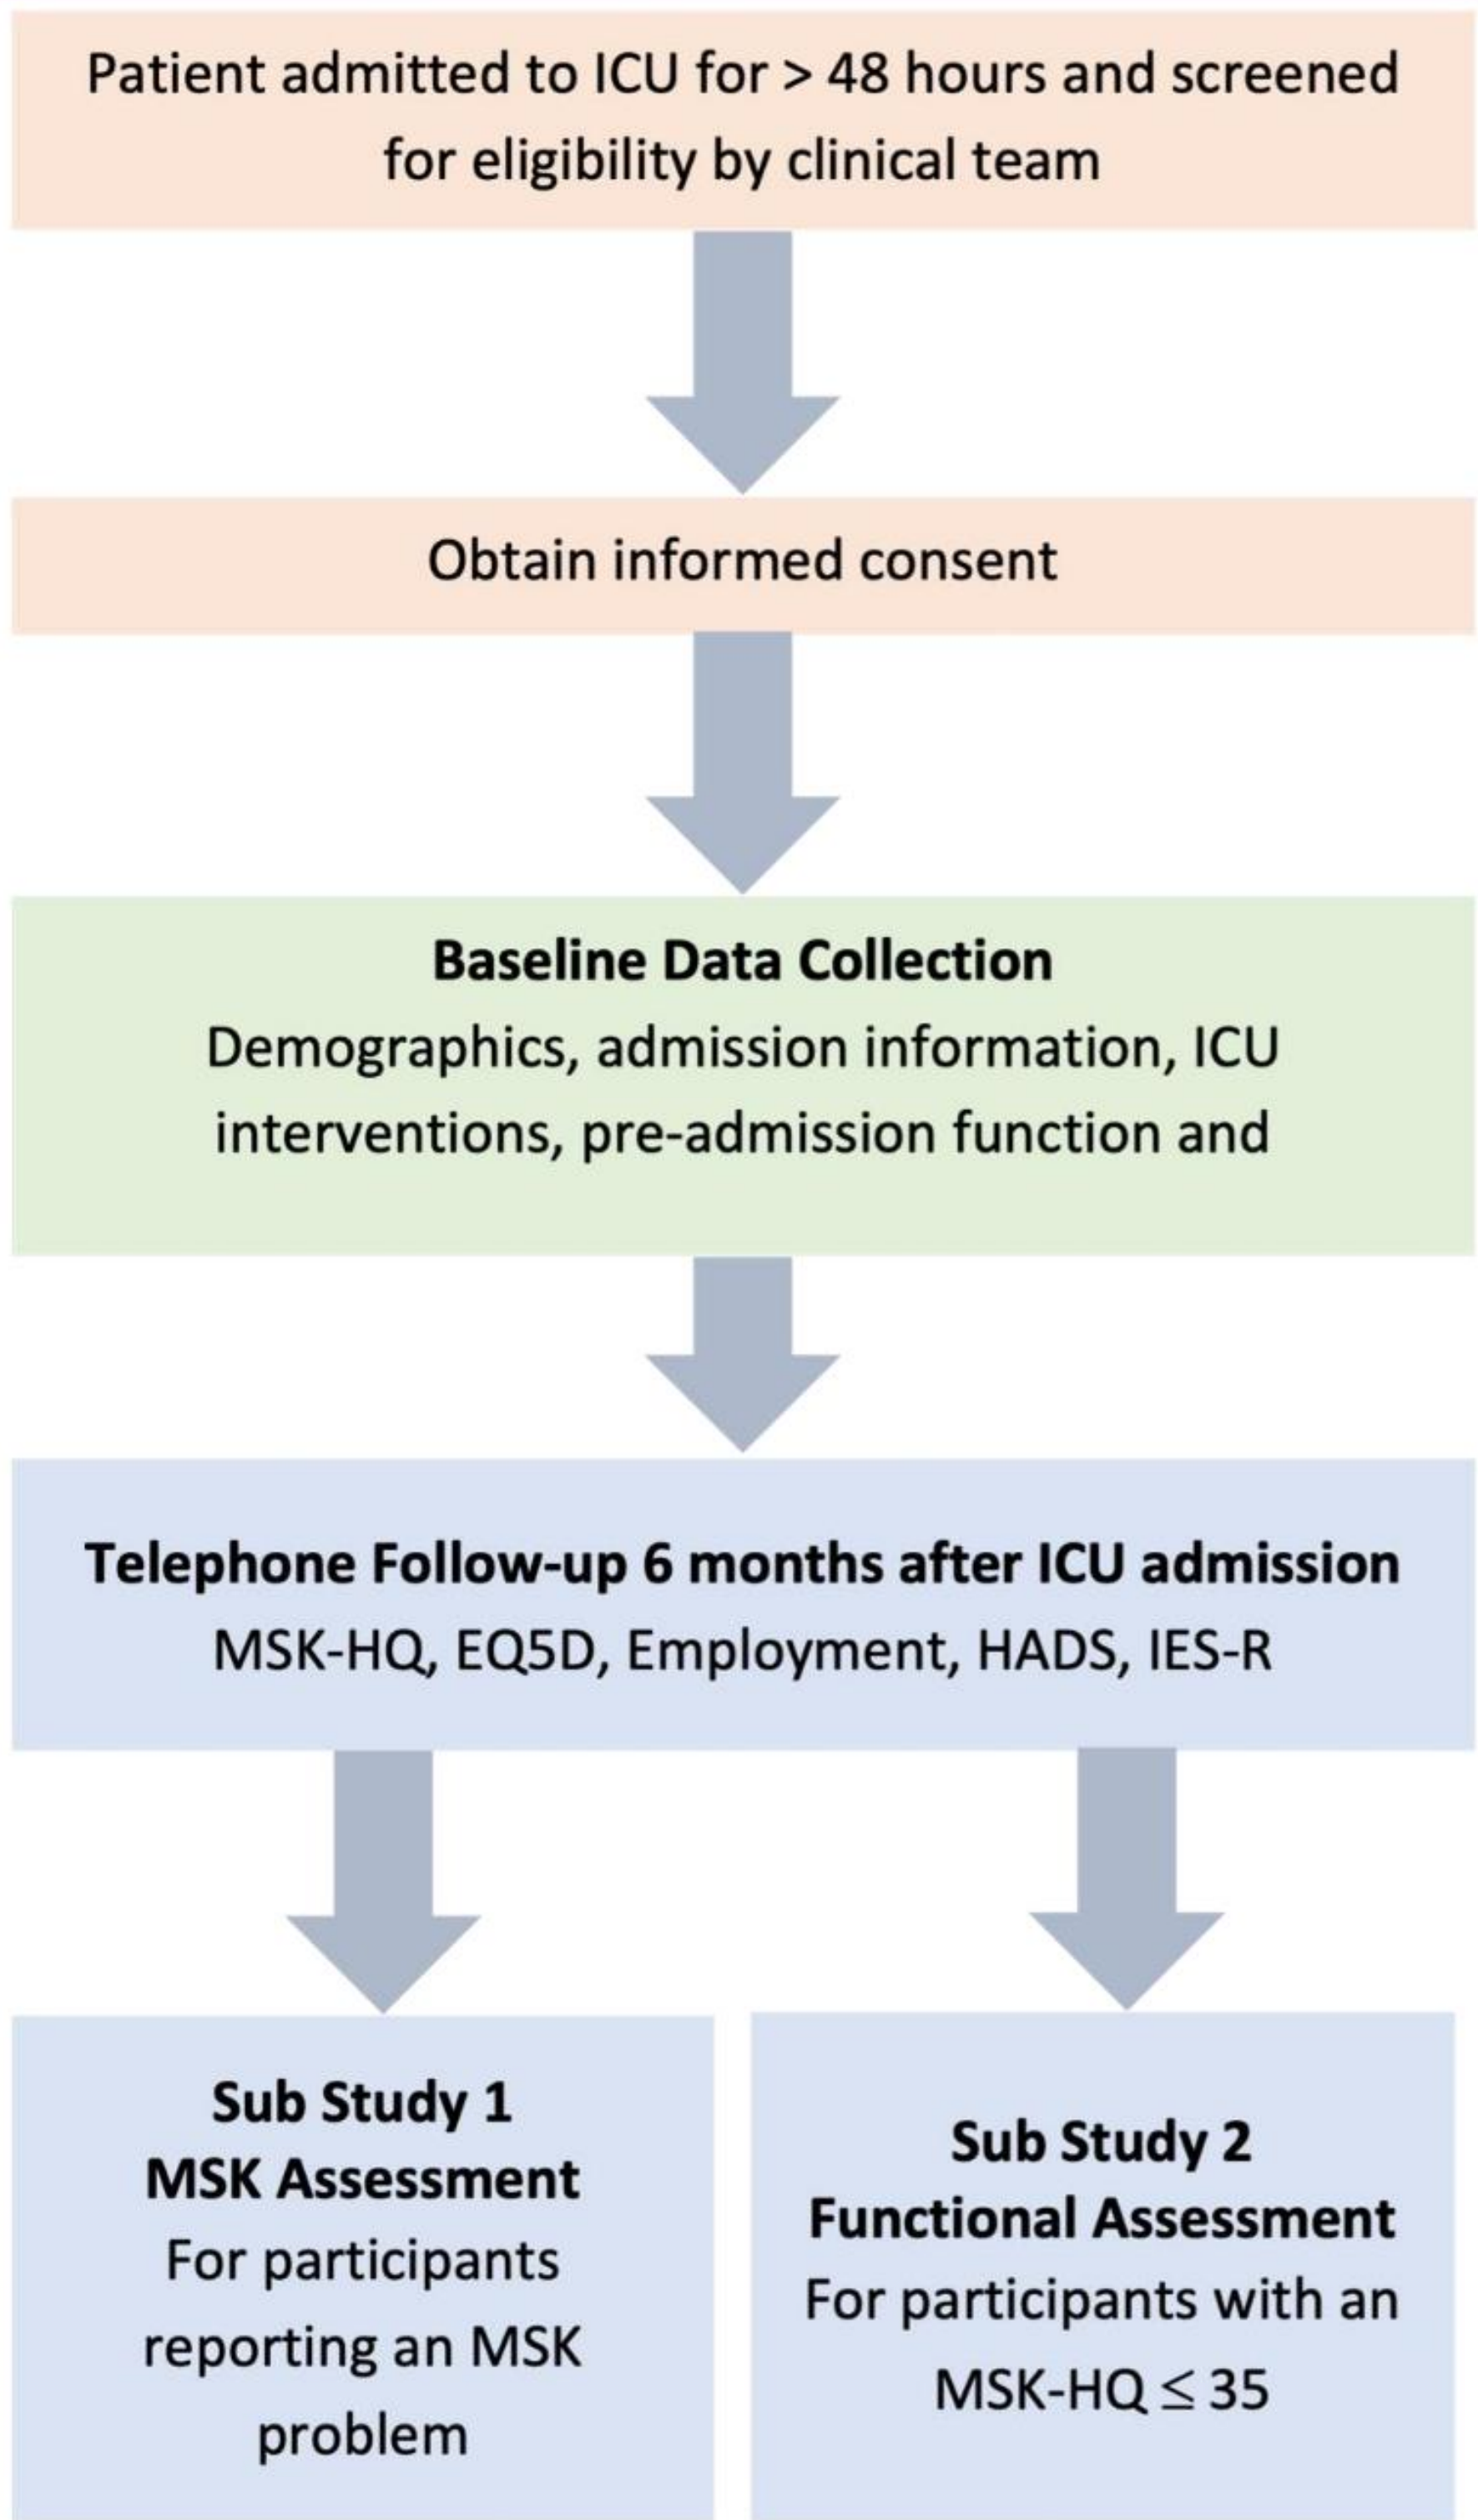 Patient admitted to ICU for > 48 hours and screened
for eligibility by clinical team
Obtain informed consent
Baseline Data Collection
Demographics, admission information, ICU
interventions, pre-admission function and
Telephone Follow-up 6 months after ICU admission
MSK-HQ, EQ5D, Employment, HADS, IES-R
Sub Study 1
MSK Assessment
For participants
reporting an MSK
problem
Sub Study 2
Functional Assessment
For participants with an
MSK-HQ ≤ 35